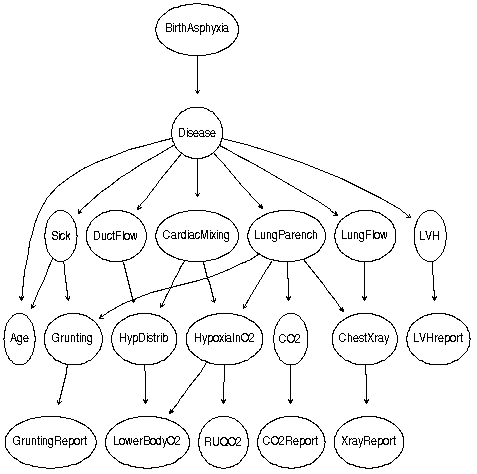 BirthAsphyxia
Disease
Sick DuctFlow CardiacMixing LungParench LungFlow LVH
Age Grunting HypDistrib HypoxiaInO2 CO2 ChestXray LVHreport
GruntingReport LowerBodyO2 RUQO2 CO2Report XrayReport